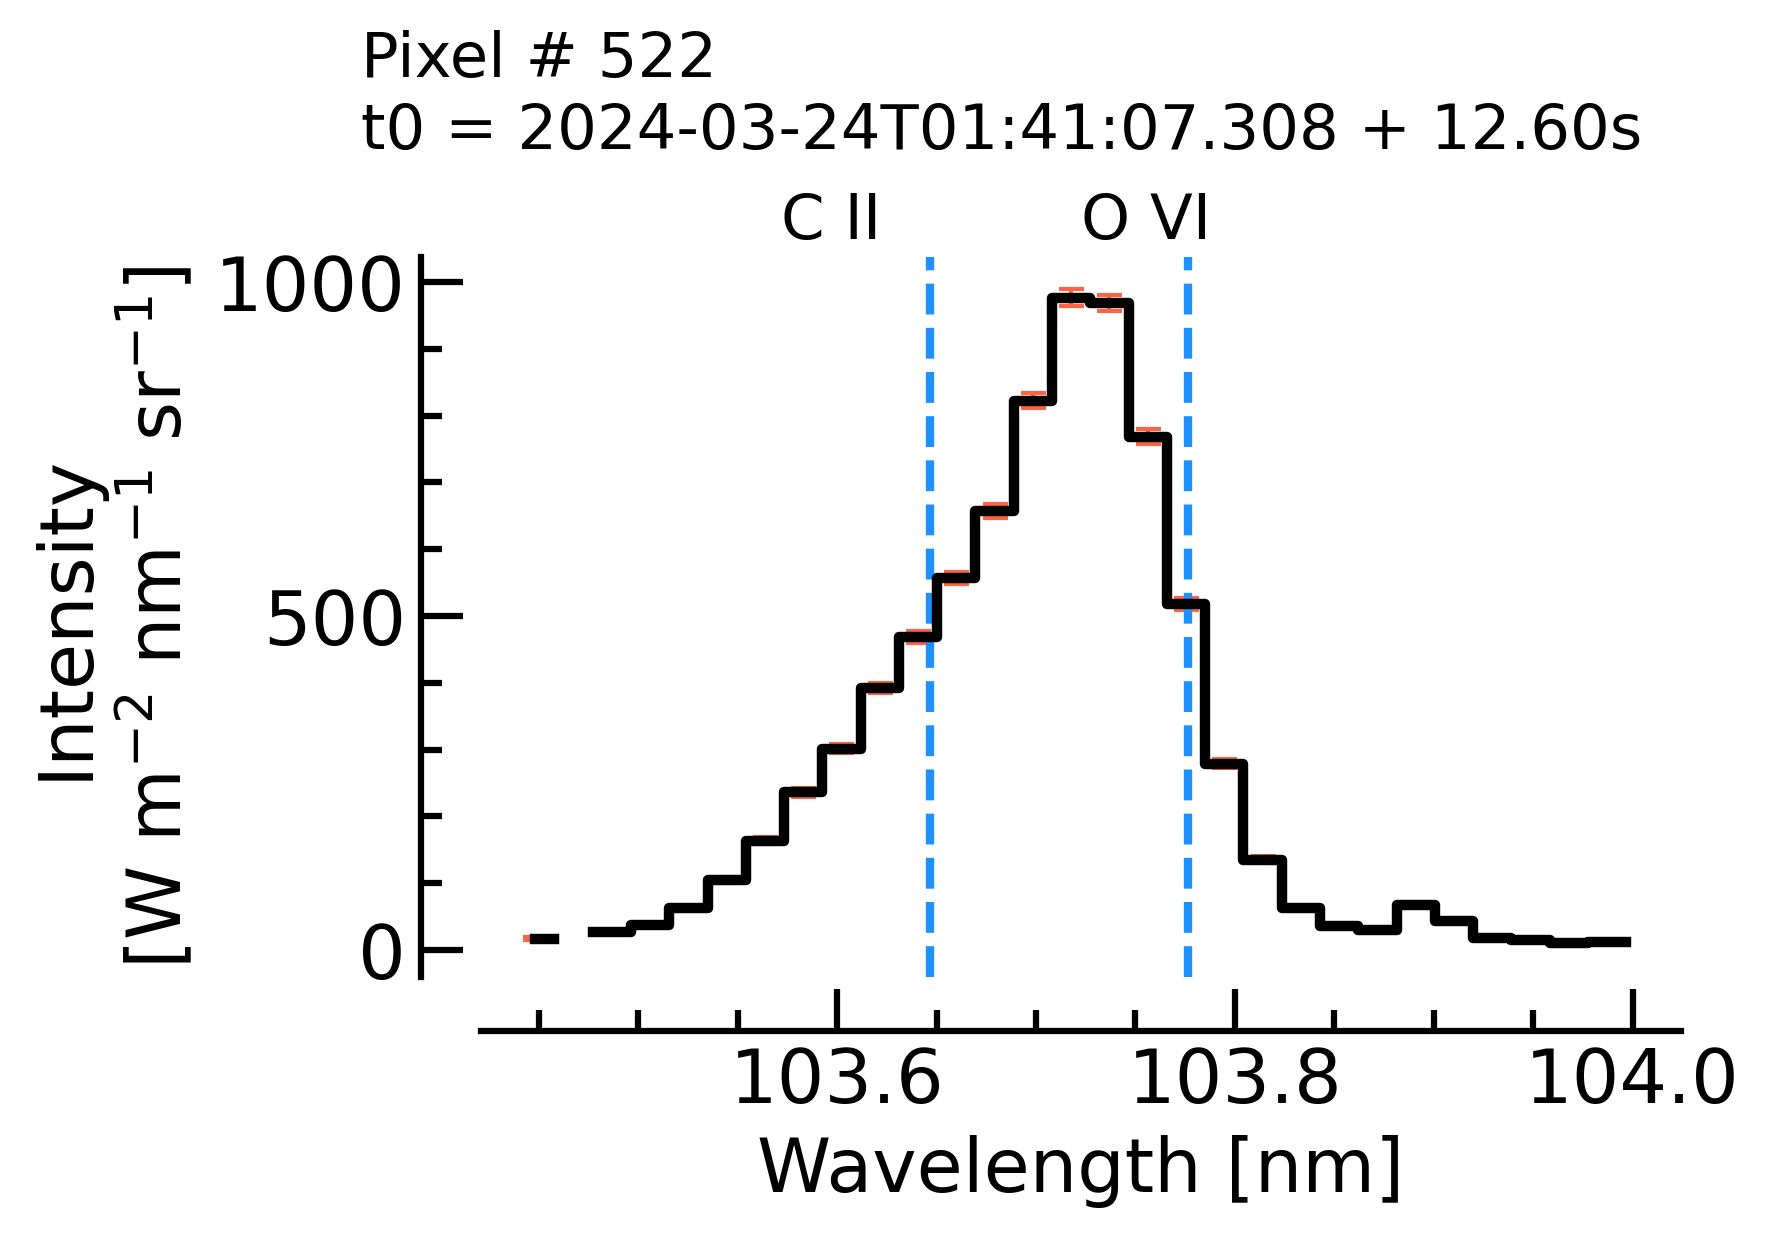 Pixel # 522
t0 = 2024-03-24T01:41:07.308 + 12.60s
C II O VI
Intensity
[W m⁻² nm⁻¹ sr⁻¹]
1000
500
0
103.6 103.8 104.0
Wavelength [nm]